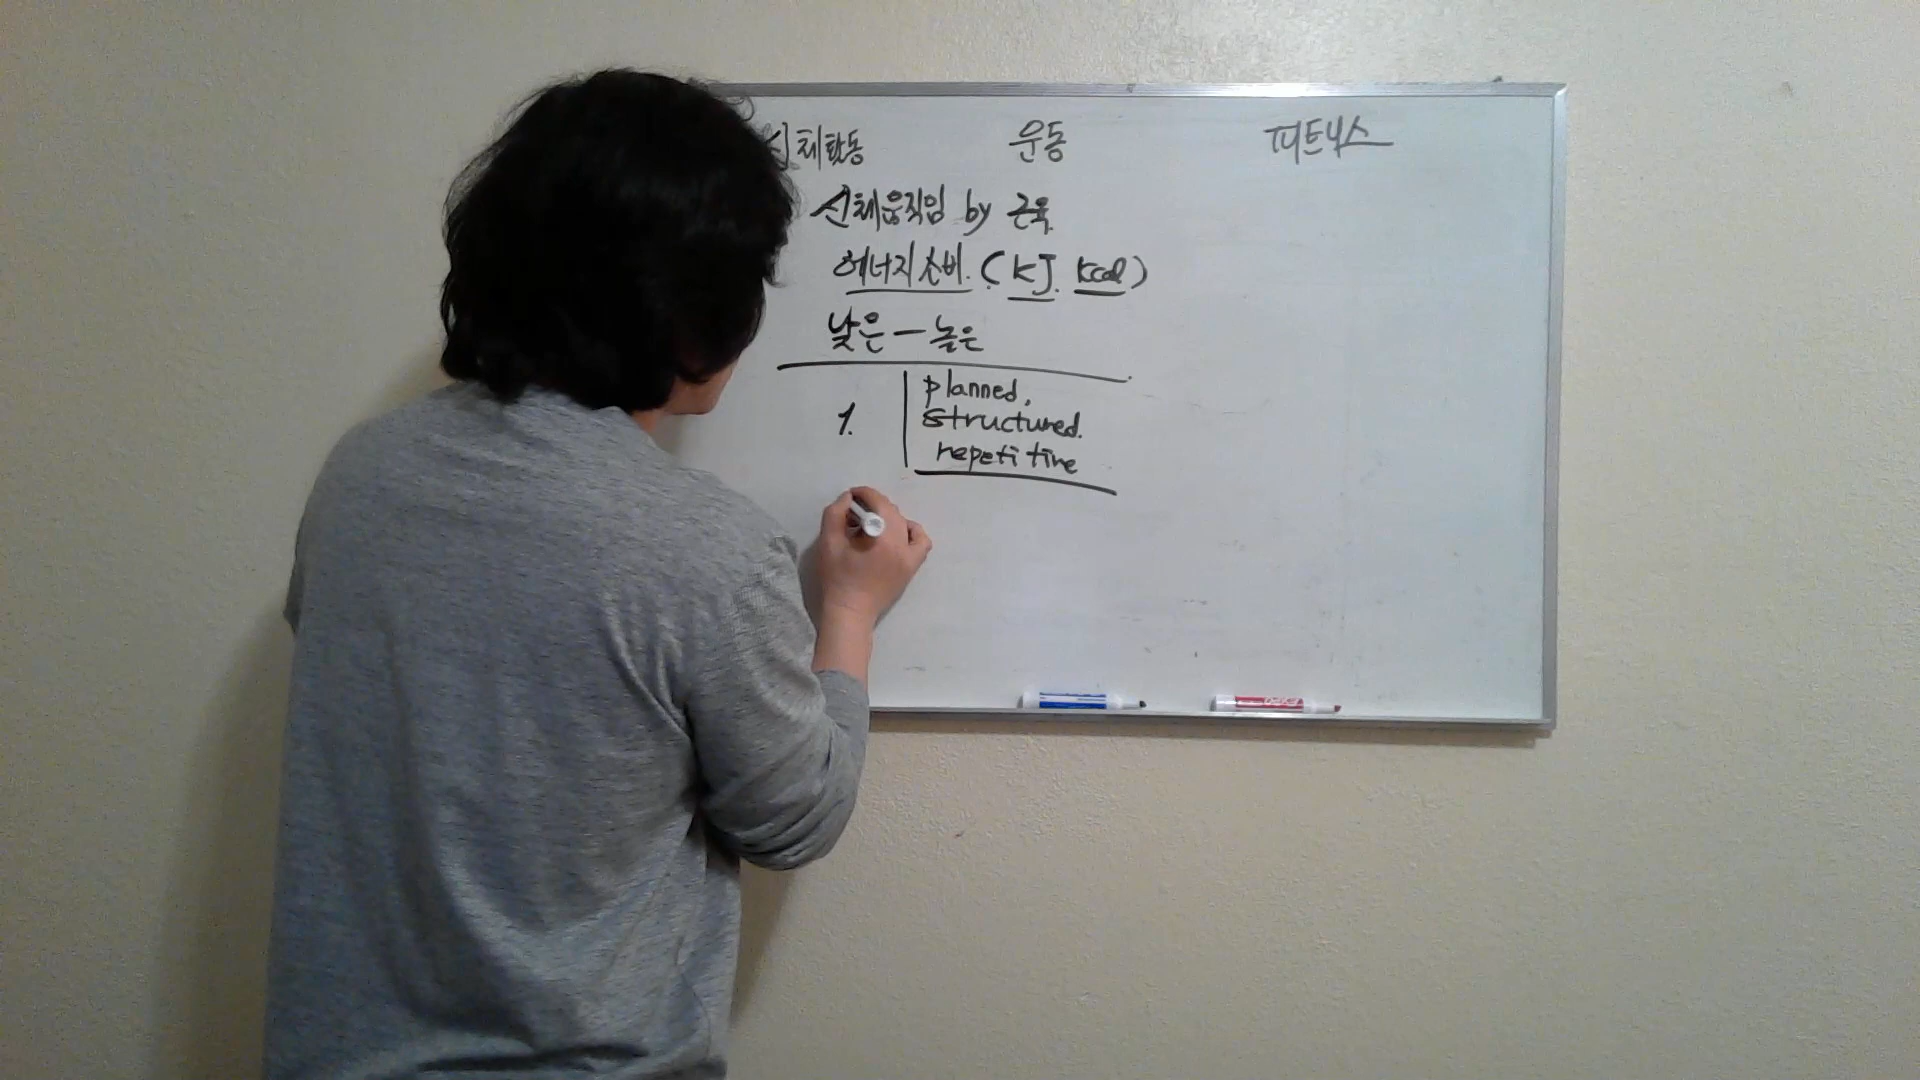 신체활동 운동 피트니스
신체움직임 by 근육
에너지소비. (KJ. Kcal)
낮은 —높은
1. planned,
structured.
repetitive